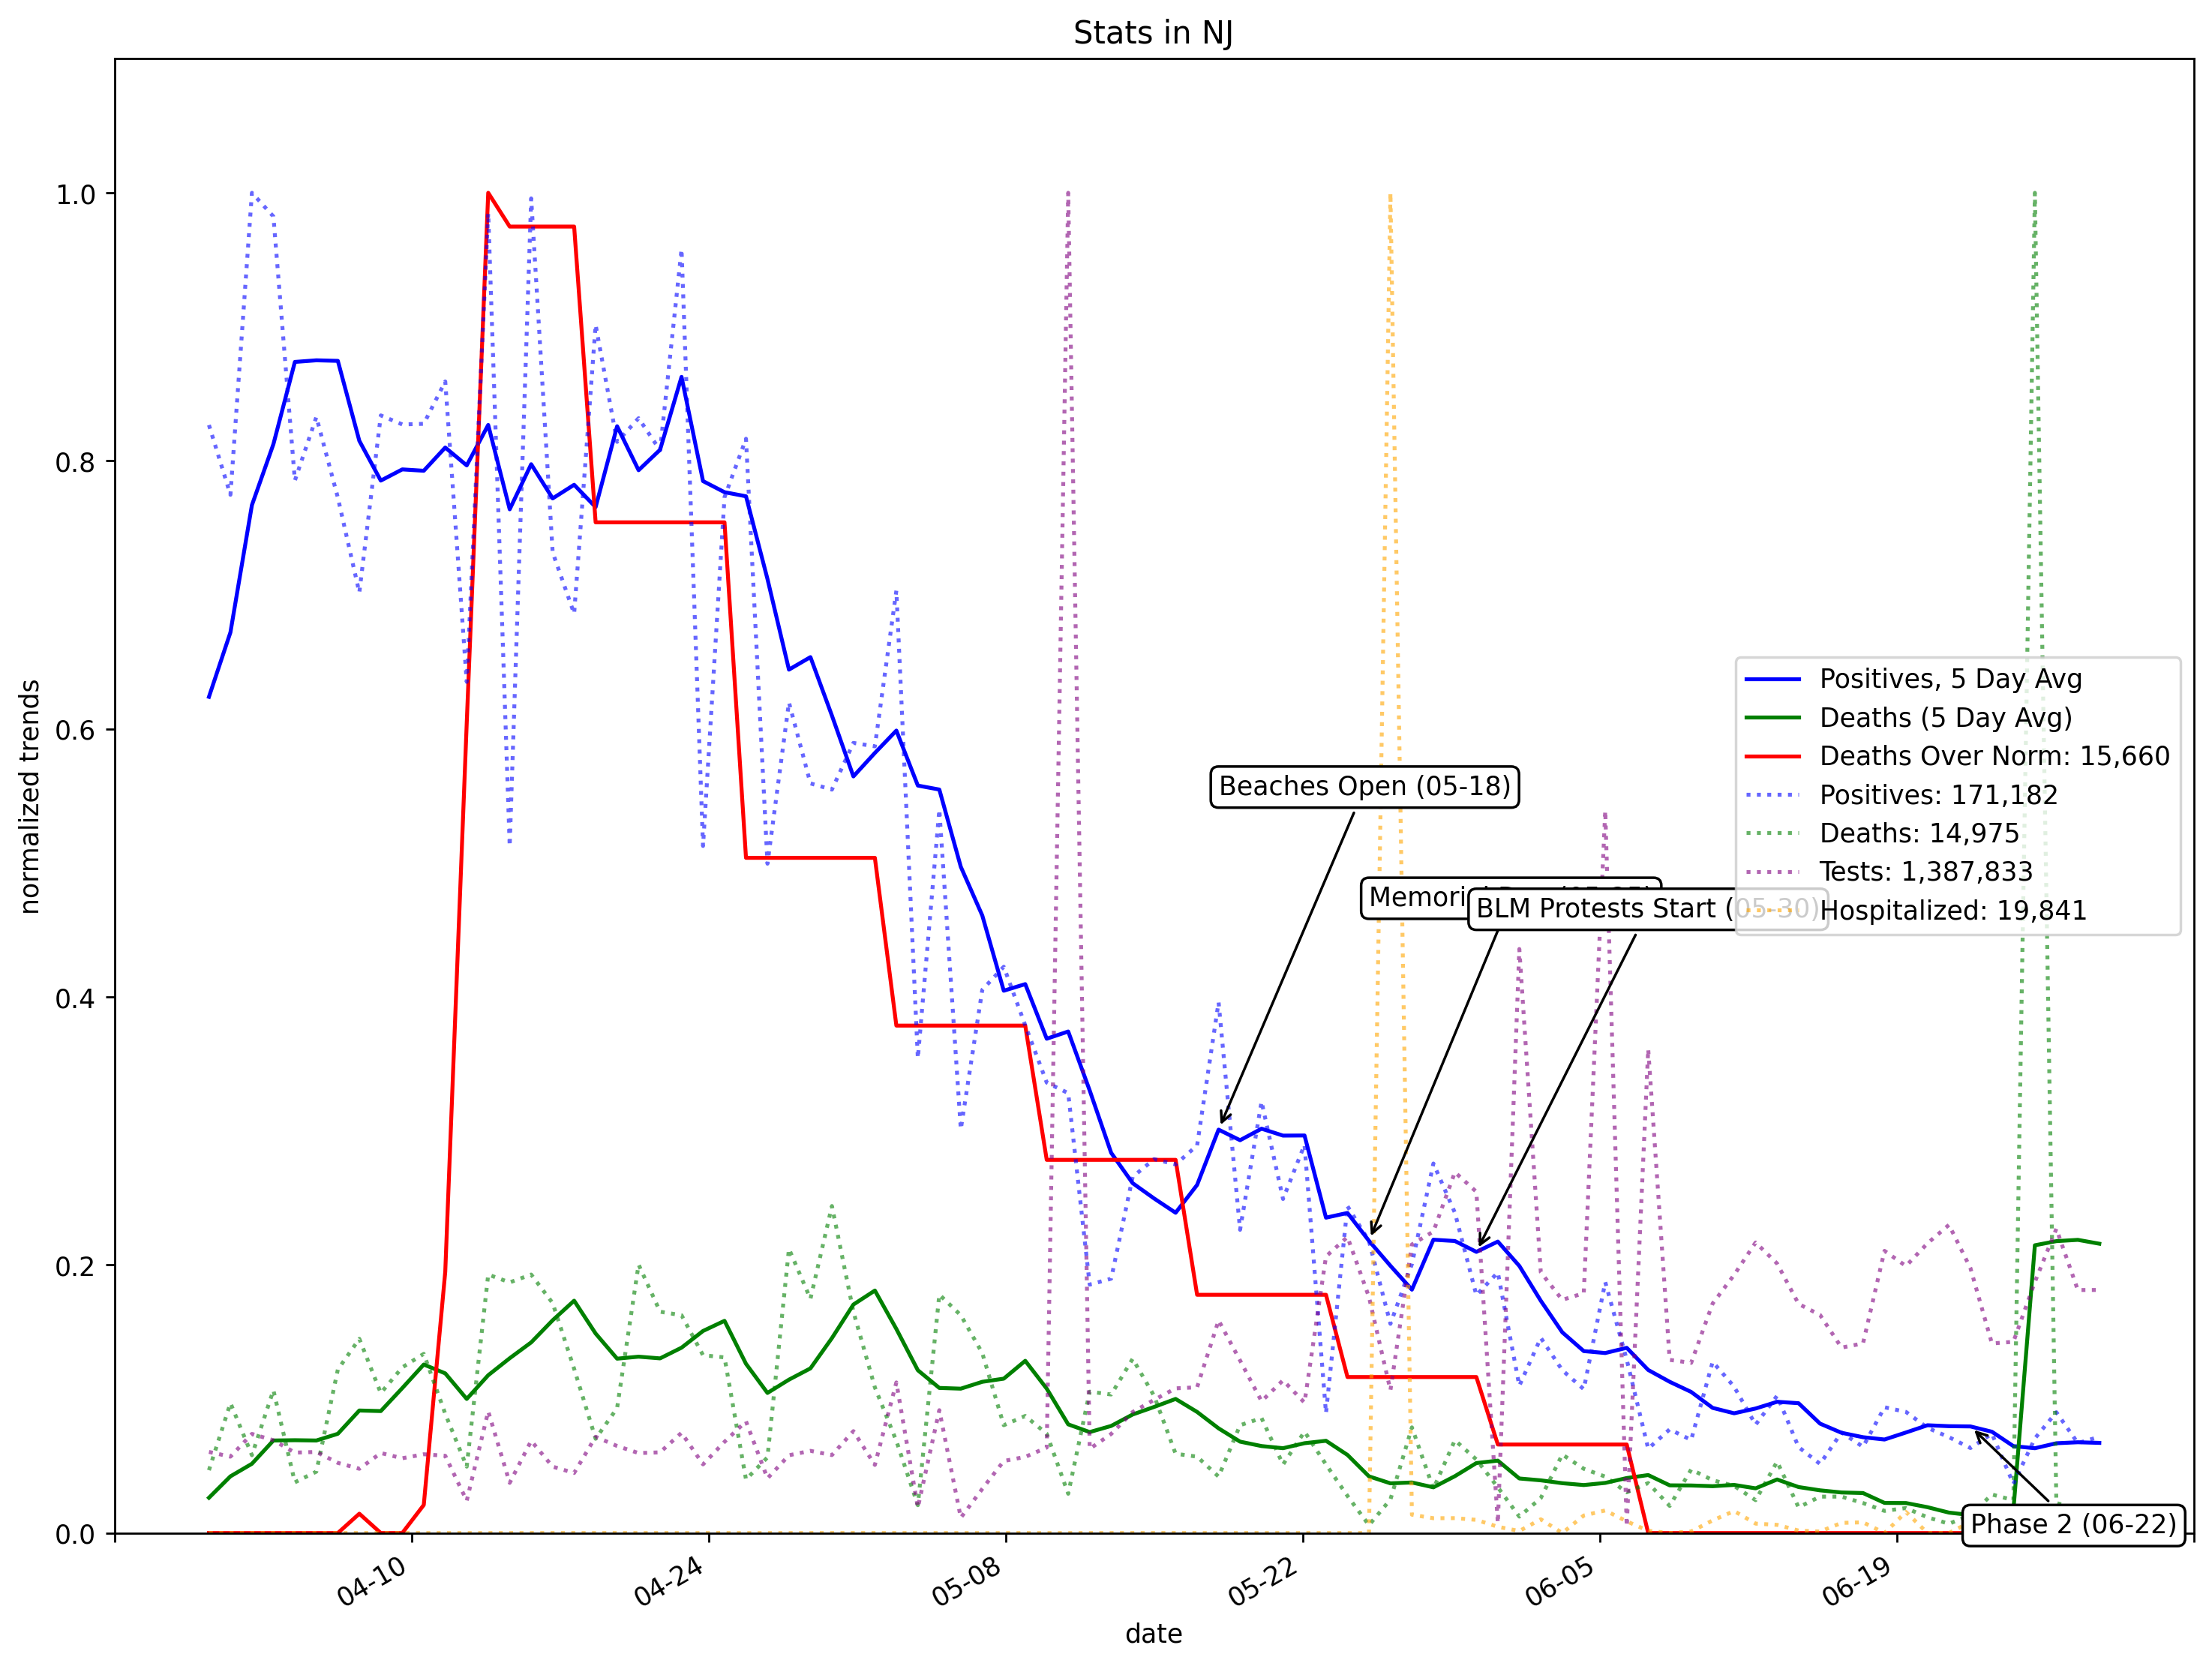 Stats in NJ
1.0
0.8
0.6
0.4
0.2
0.0
normalized trends
Positives, 5 Day Avg
Deaths (5 Day Avg)
Deaths Over Norm: 15,660
Positives: 171,182
Deaths: 14,975
Tests: 1,387,833
Hospitalized: 19,841
Beaches Open (05-18)
BLM Protests Start (05-30)
Phase 2 (06-22)
04-10
04-24
05-08
05-22
06-05
06-19
date